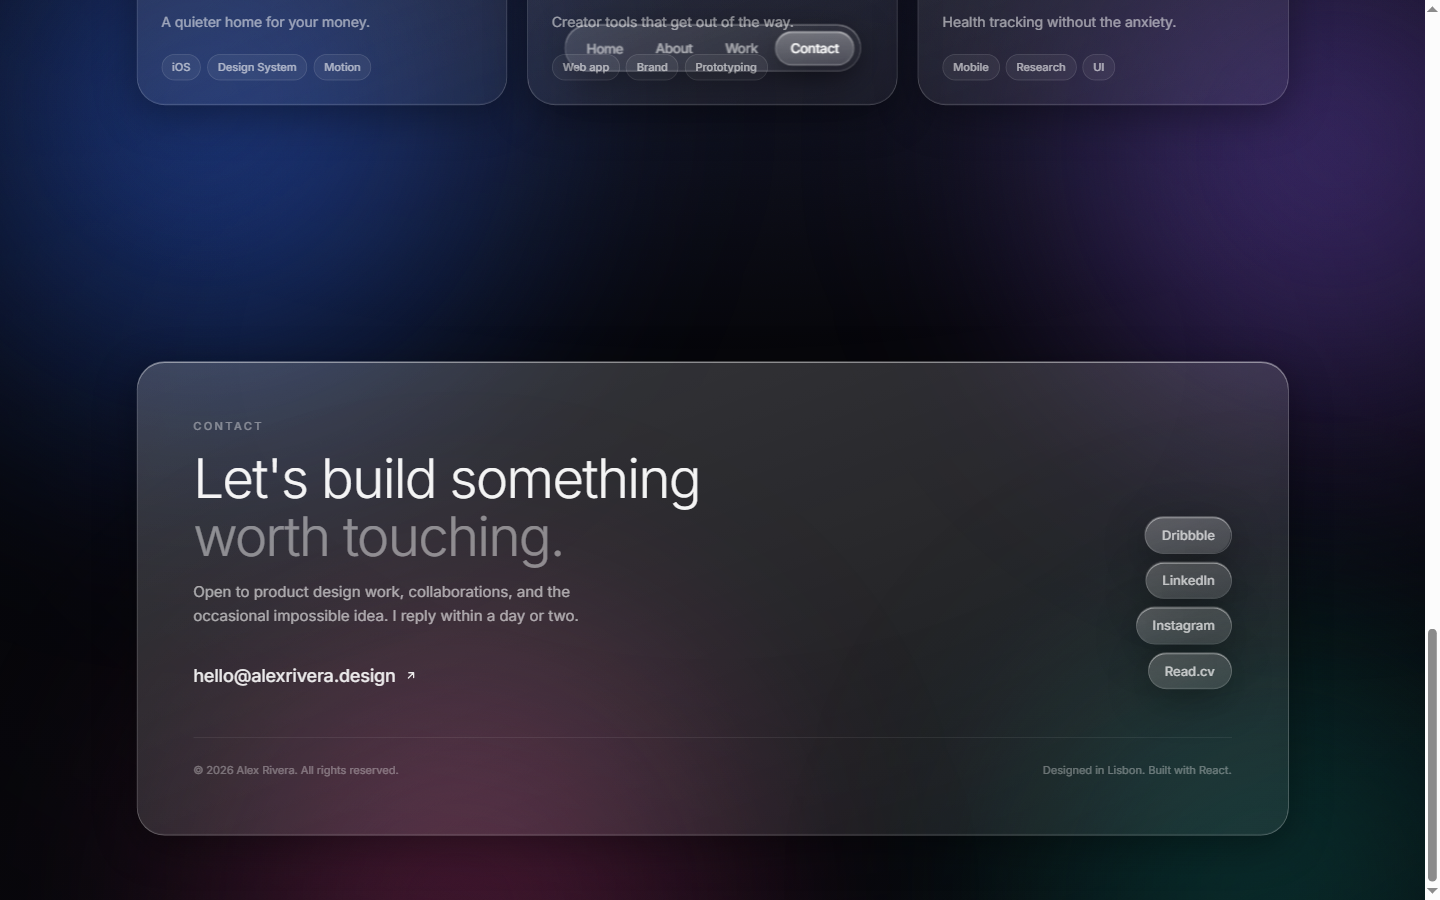 A quieter home for your money.
iOS
Design System
Motion
Creator tools that get out of the way.
Web app
Brand
Prototyping
Health tracking without the anxiety.
Mobile
Research
UI
Home
About
Work
Contact
CONTACT
Let's build something
worth touching.
Open to product design work, collaborations, and the
occasional impossible idea. I reply within a day or two.
hello@alexrivera.design
Dribbble
LinkedIn
Instagram
Read.cv
© 2026 Alex Rivera. All rights reserved.
Designed in Lisbon. Built with React.